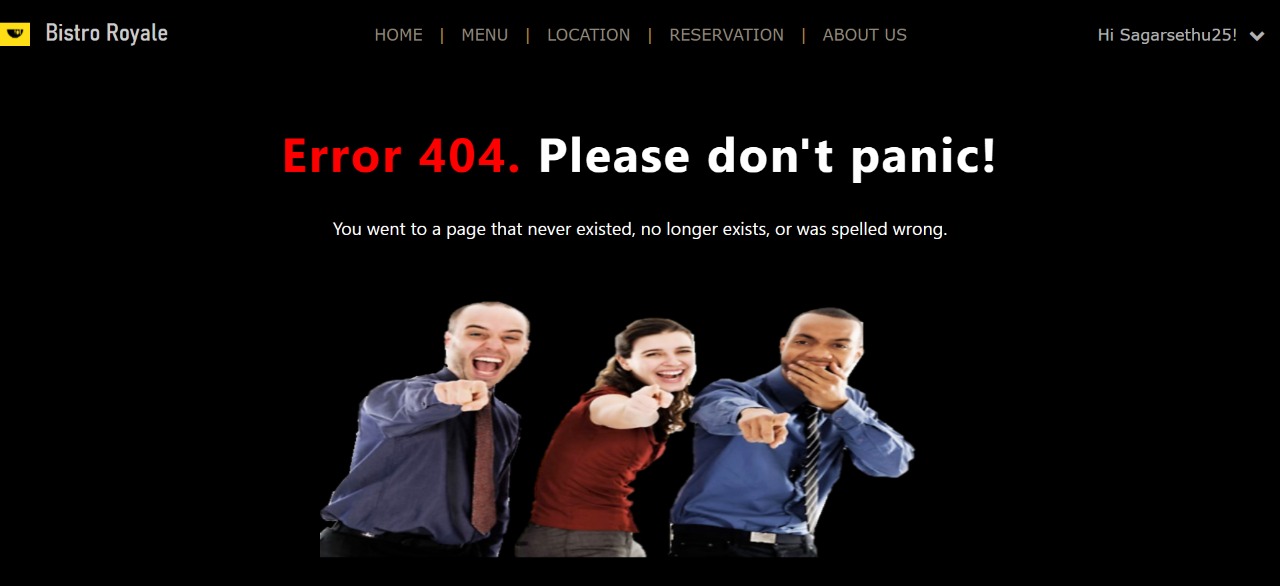 Bistro Royale
HOME | MENU | LOCATION | RESERVATION | ABOUT US
Hi Sagarsethu25!
Error 404. Please don't panic!
You went to a page that never existed, no longer exists, or was spelled wrong.